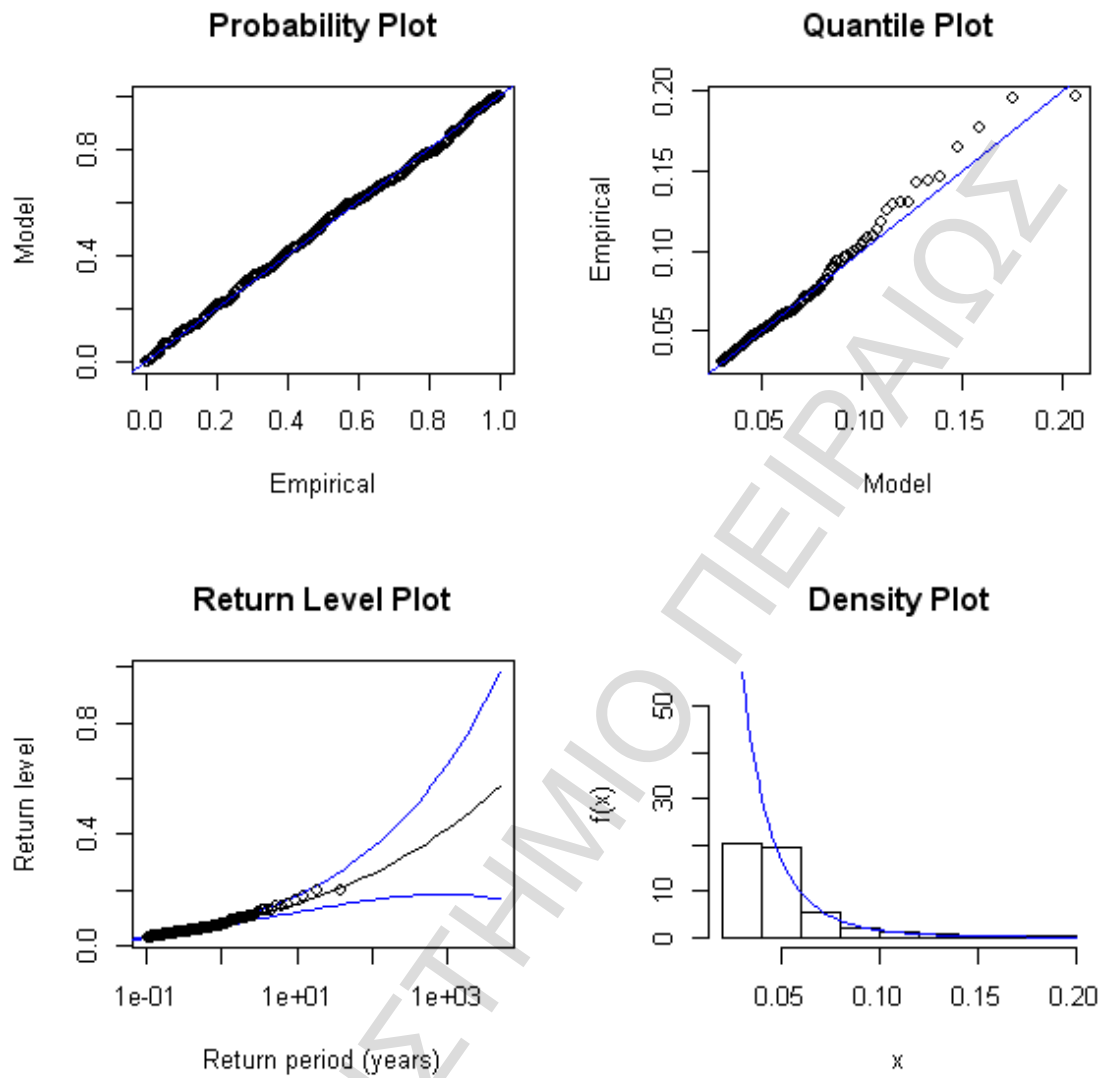 Probability Plot
Model
0.0 0.4 0.8
0.0 0.2 0.4 0.6 0.8 1.0
Empirical
Quantile Plot
Empirical
0.05 0.10 0.15 0.20
0.05 0.10 0.15 0.20
Model
Return Level Plot
Return level
0.0 0.4 0.8
1e-01 1e+01 1e+03
Return period (years)
Density Plot
f(x)
0 10 30 50
0.05 0.10 0.15 0.20
x
ΣΤΗΜΙΟ ΠΕΙΡΑΙΩΣ